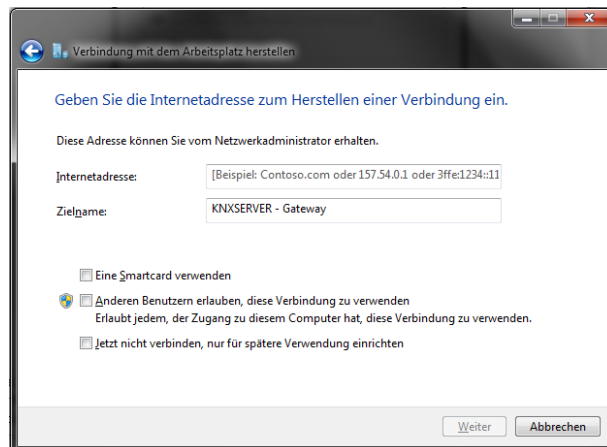 Verbindung mit dem Arbeitsplatz herstellen
Geben Sie die Internetadresse zum Herstellen einer Verbindung ein.
Diese Adresse können Sie vom Netzwerkadministrator erhalten.
Internetadresse:
[Beispiel: Contoso.com oder 157.54.0.1 oder 3ffe:1234::11
Zielname:
KNXSERVER - Gateway
Eine Smartcard verwenden
Anderen Benutzern erlauben, diese Verbindung zu verwenden
Erlaubt jedem, der Zugang zu diesem Computer hat, diese Verbindung zu verwenden.
Jetzt nicht verbinden, nur für spätere Verwendung einrichten
Weiter
Abbrechen